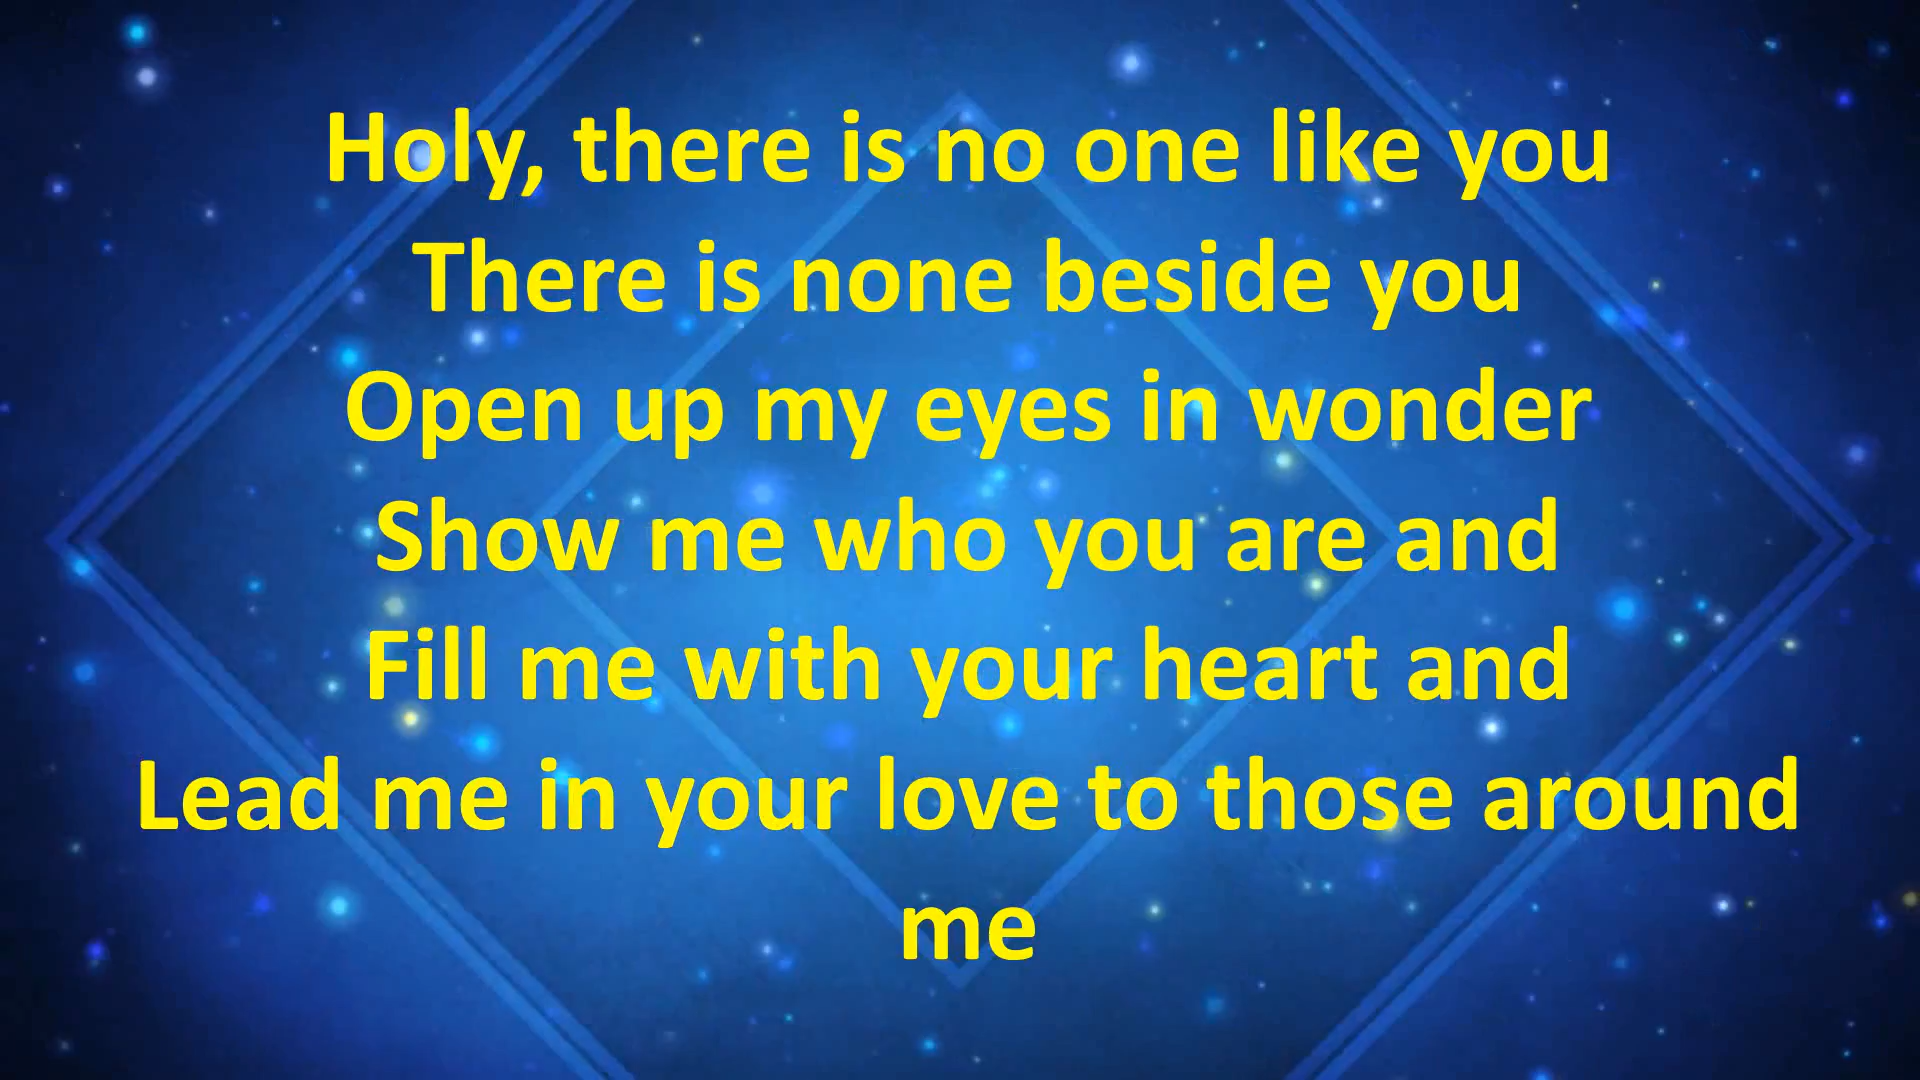 Holy, there is no one like you
There is none beside you
Open up my eyes in wonder
Show me who you are and
Fill me with your heart and
Lead me in your love to those around
me